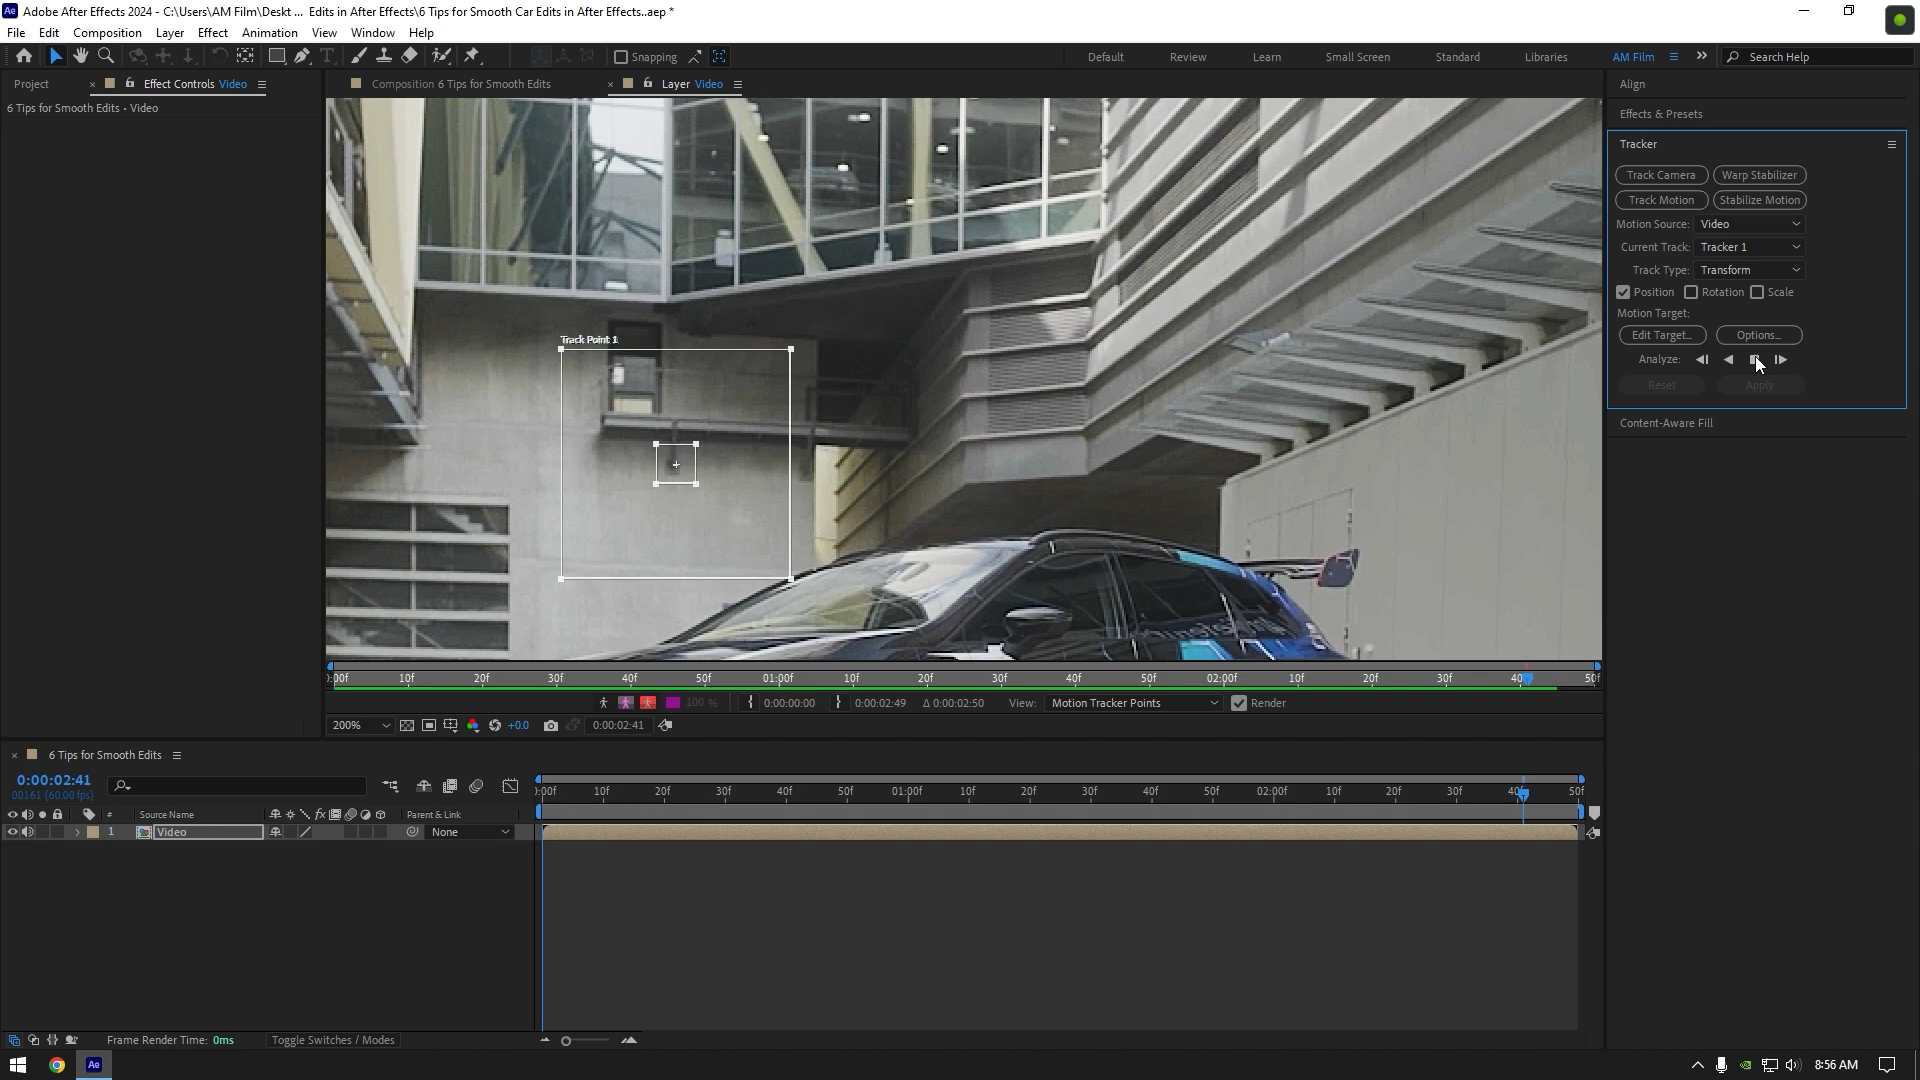 Adobe After Effects 2024 - C:\Users\AM Film\Deskt ... Edits in After Effects\6 Tips for Smooth Car Edits in After Effects..aep *
File Edit Composition Layer Effect Animation View Window Help
Snapping
Default Review Learn Small Screen Standard Libraries AM Film Search Help
Project Effect Controls Video Composition 6 Tips for Smooth Edits Layer Video Align
6 Tips for Smooth Edits • Video
Effects & Presets
Tracker
Track Camera Warp Stabilizer
Track Motion Stabilize Motion
Motion Source: Video
Current Track: Tracker 1
Track Type: Transform
Position Rotation Scale
Motion Target:
Edit Target... Options...
Analyze:
Reset Apply
Content-Aware Fill
Track Point 1
:00f 10f 20f 30f 40f 50f 01:00f 10f 20f 30f 40f 50f 02:00f 10f 20f 30f 40 50f
100 % 0:00:00:00 0:00:02:49 Δ 0:00:02:50 View: Motion Tracker Points Render
200% +0.0 0:00:02:41
6 Tips for Smooth Edits
0:00:02:41
00161 (60.00 fps)
:00f 10f 20f 30f 40f 50f 01:00f 10f 20f 30f 40f 50f 02:00f 10f 20f 30f 40f 50f
# Source Name fx Parent & Link
1 Video None
Frame Render Time: 0ms Toggle Switches / Modes
Ae 8:56 AM